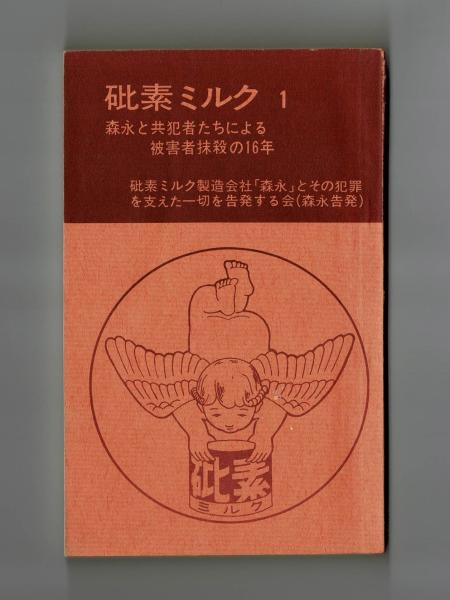 砒素ミルク 1
森永と共犯者たちによる
被害者抹殺の16年
砒素ミルク製造会社「森永」とその犯罪
を支えた一切を告発する会(森永告発)
砒素
ミルク